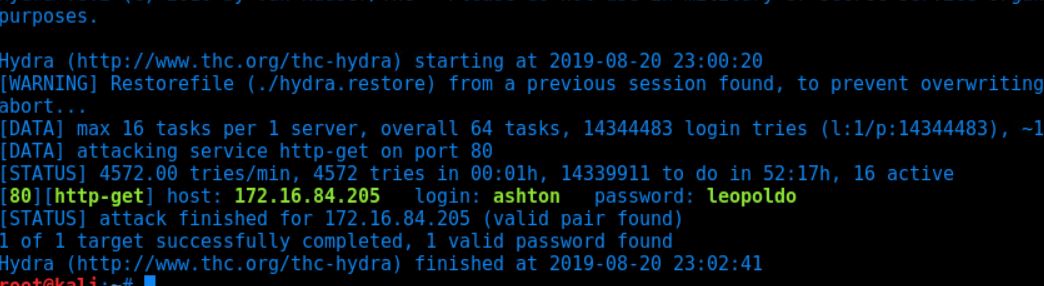 purposes.
Hydra (http://www.thc.org/thc-hydra) starting at 2019-08-20 23:00:20
[WARNING] Restorefile (./hydra.restore) from a previous session found, to prevent overwriting
abort...
[DATA] max 16 tasks per 1 server, overall 64 tasks, 14344483 login tries (l:1/p:14344483), ~1
[DATA] attacking service http-get on port 80
[STATUS] 4572.00 tries/min, 4572 tries in 00:01h, 14339911 to do in 52:17h, 16 active
[80][http-get] host: 172.16.84.205 login: ashton password: leopoldo
[STATUS] attack finished for 172.16.84.205 (valid pair found)
1 of 1 target successfully completed, 1 valid password found
Hydra (http://www.thc.org/thc-hydra) finished at 2019-08-20 23:02:41
root@kali:~#